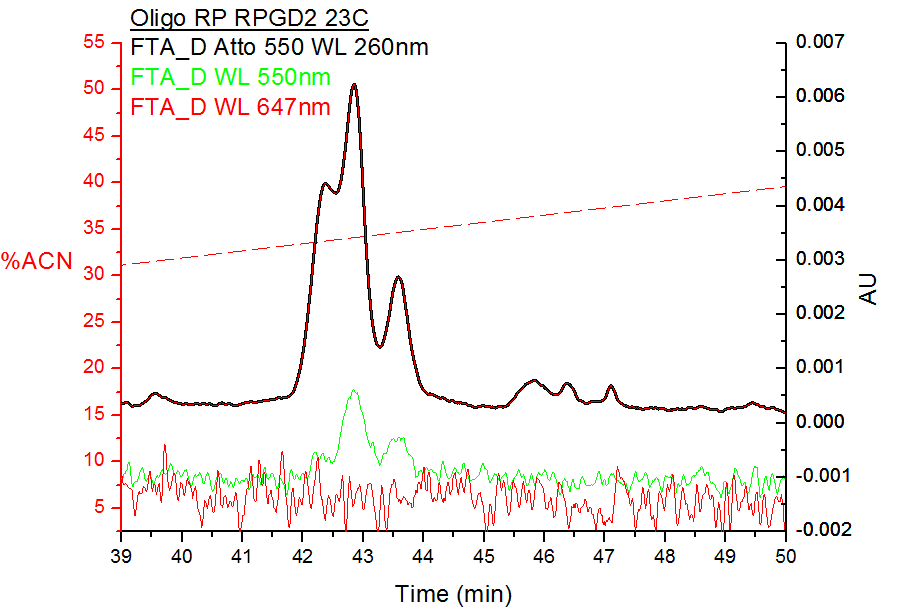 Oligo RP RPGD2 23C
FTA_D Atto 550 WL 260nm
FTA_D WL 550nm
FTA_D WL 647nm
55
50
45
40
35
30
25
20
15
10
5
%ACN
0.007
0.006
0.005
0.004
0.003
0.002
0.001
0.000
-0.001
-0.002
AU
39 40 41 42 43 44 45 46 47 48 49 50
Time (min)